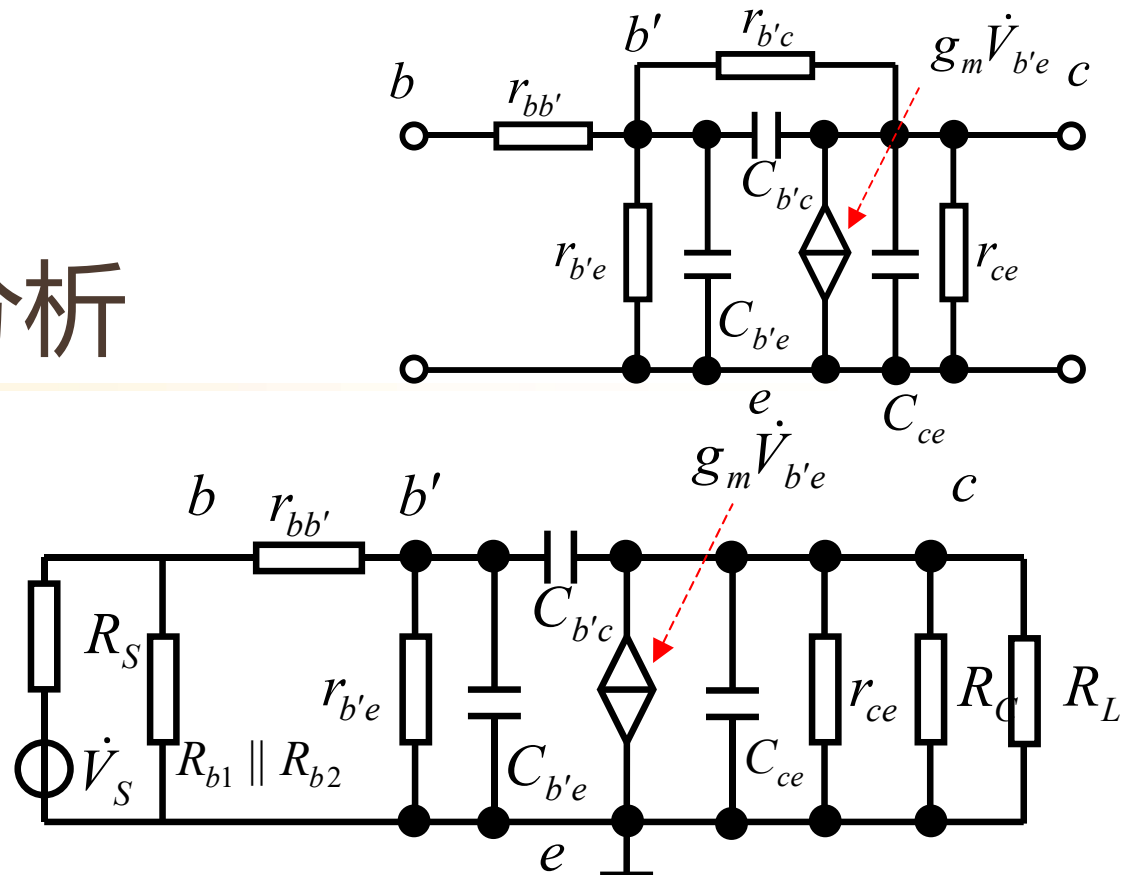 b′ r_{b′c} g_m V̇_{b′e} c
b r_{bb′}
C_{b′c}
r_{b′e} r_{ce}
C_{b′e}
析
e C_{ce}
g_m V̇_{b′e}
b r_{bb′} b′ c
C_{b′c}
R_S r_{b′e} r_{ce} R_C R_L
V̇_S R_{b1} || R_{b2} C_{b′e} C_{ce}
e